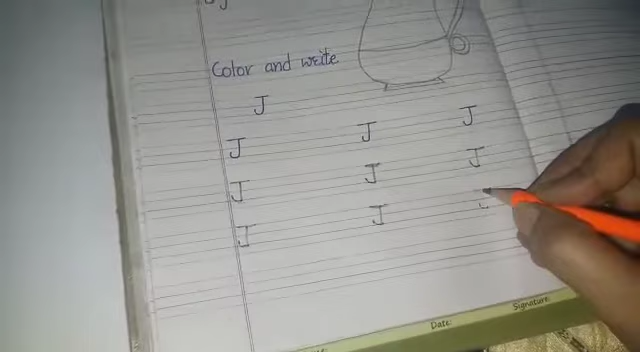 Color and write
J
J J J
J J J
J J
Date:
Signature: